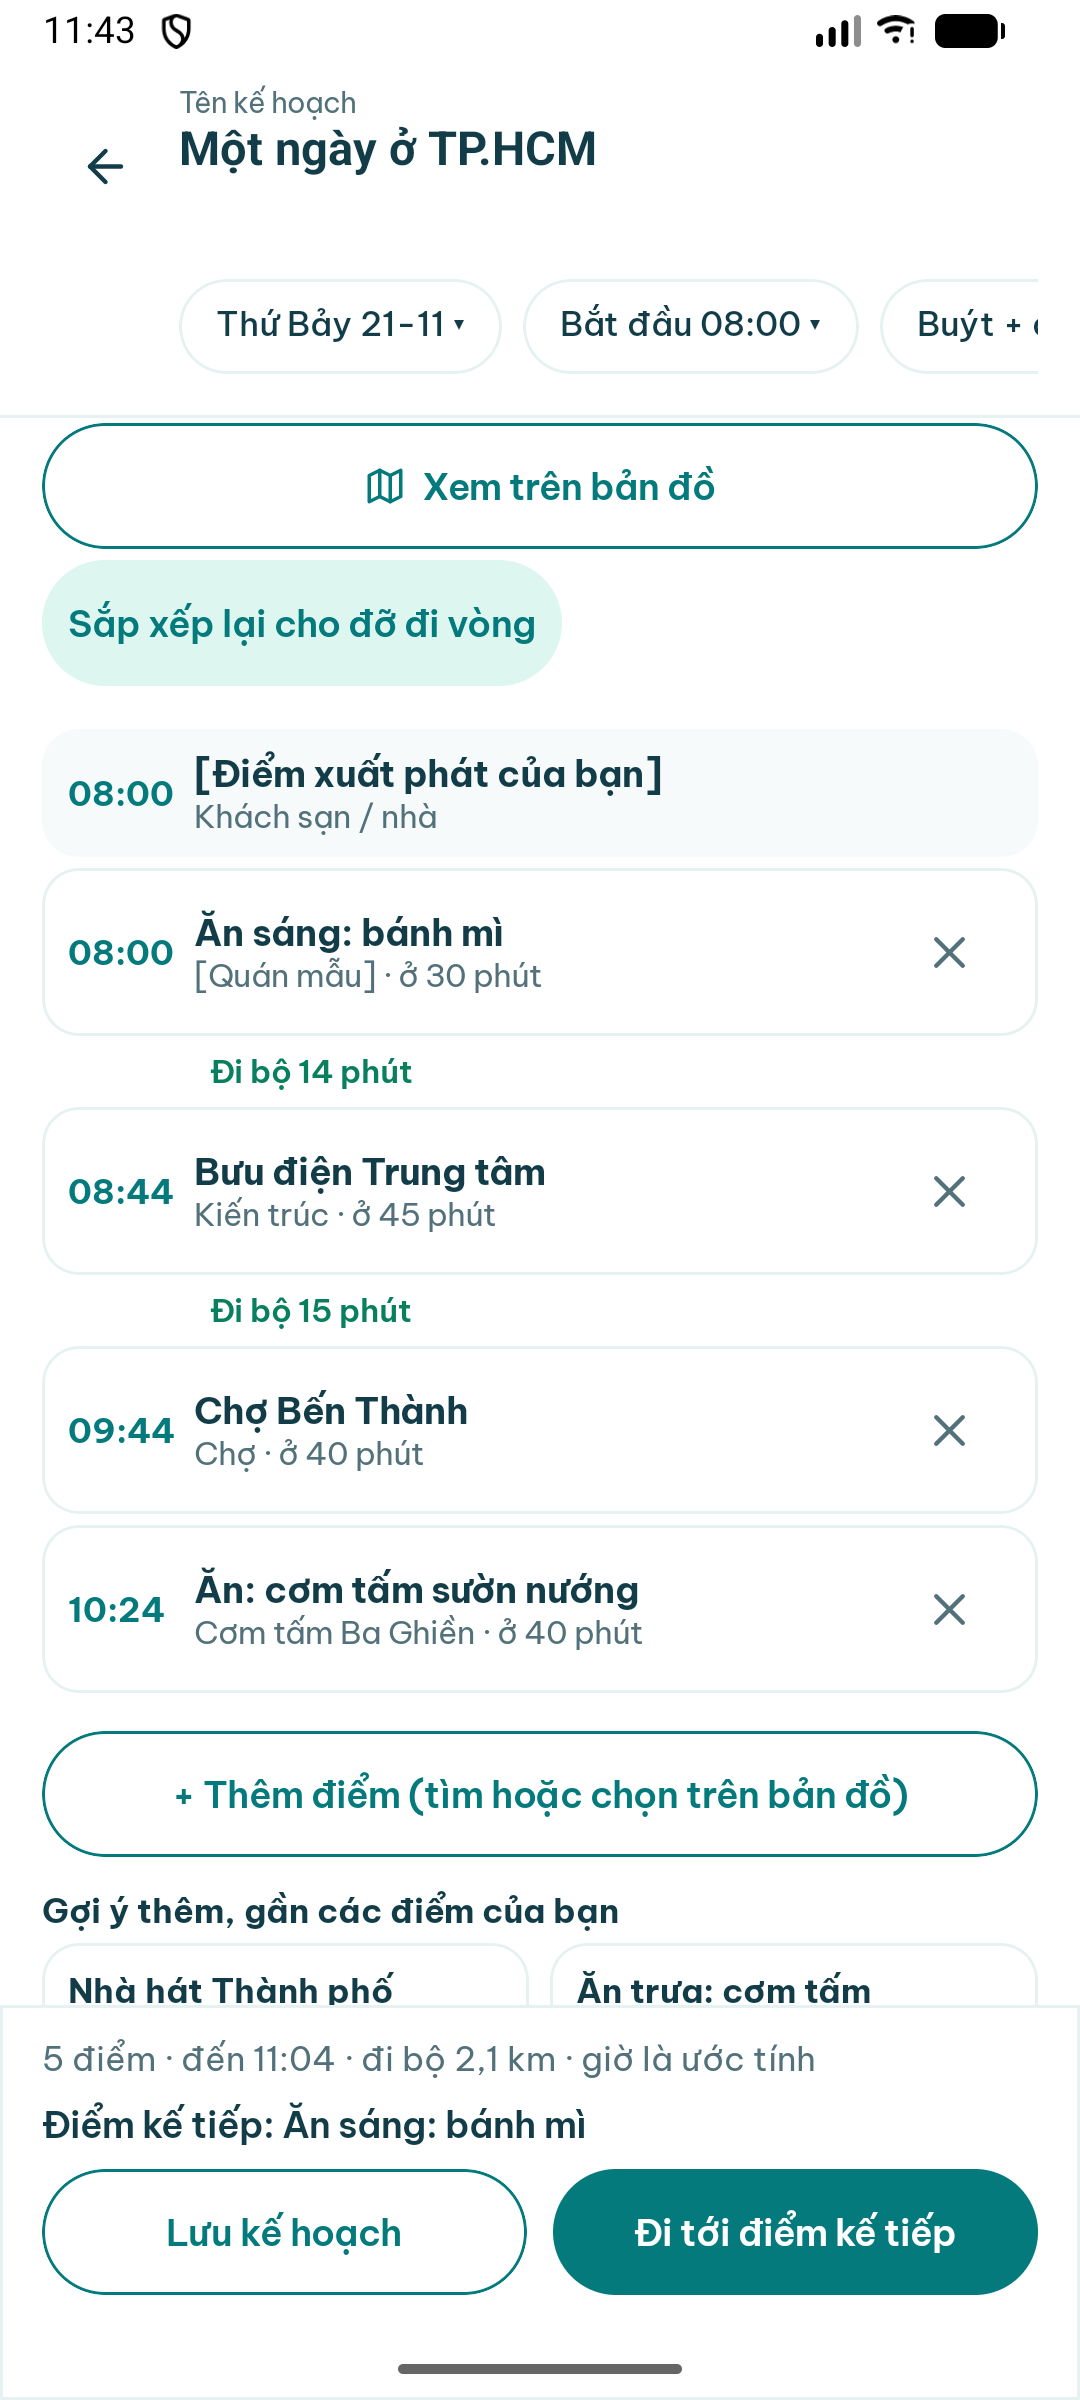 11:43
Tên kế hoạch
Một ngày ở TP.HCM
Thứ Bảy 21-11 ▾
Bắt đầu 08:00 ▾
Buýt +
Xem trên bản đồ
Sắp xếp lại cho đỡ đi vòng
08:00
[Điểm xuất phát của bạn]
Khách sạn / nhà
08:00
Ăn sáng: bánh mì
[Quán mẫu] · ở 30 phút
Đi bộ 14 phút
08:44
Bưu điện Trung tâm
Kiến trúc · ở 45 phút
Đi bộ 15 phút
09:44
Chợ Bến Thành
Chợ · ở 40 phút
10:24
Ăn: cơm tấm sườn nướng
Cơm tấm Ba Ghiền · ở 40 phút
+ Thêm điểm (tìm hoặc chọn trên bản đồ)
Gợi ý thêm, gần các điểm của bạn
Nhà hát Thành phố
Ăn trưa: cơm tấm
5 điểm · đến 11:04 · đi bộ 2,1 km · giờ là ước tính
Điểm kế tiếp: Ăn sáng: bánh mì
Lưu kế hoạch
Đi tới điểm kế tiếp